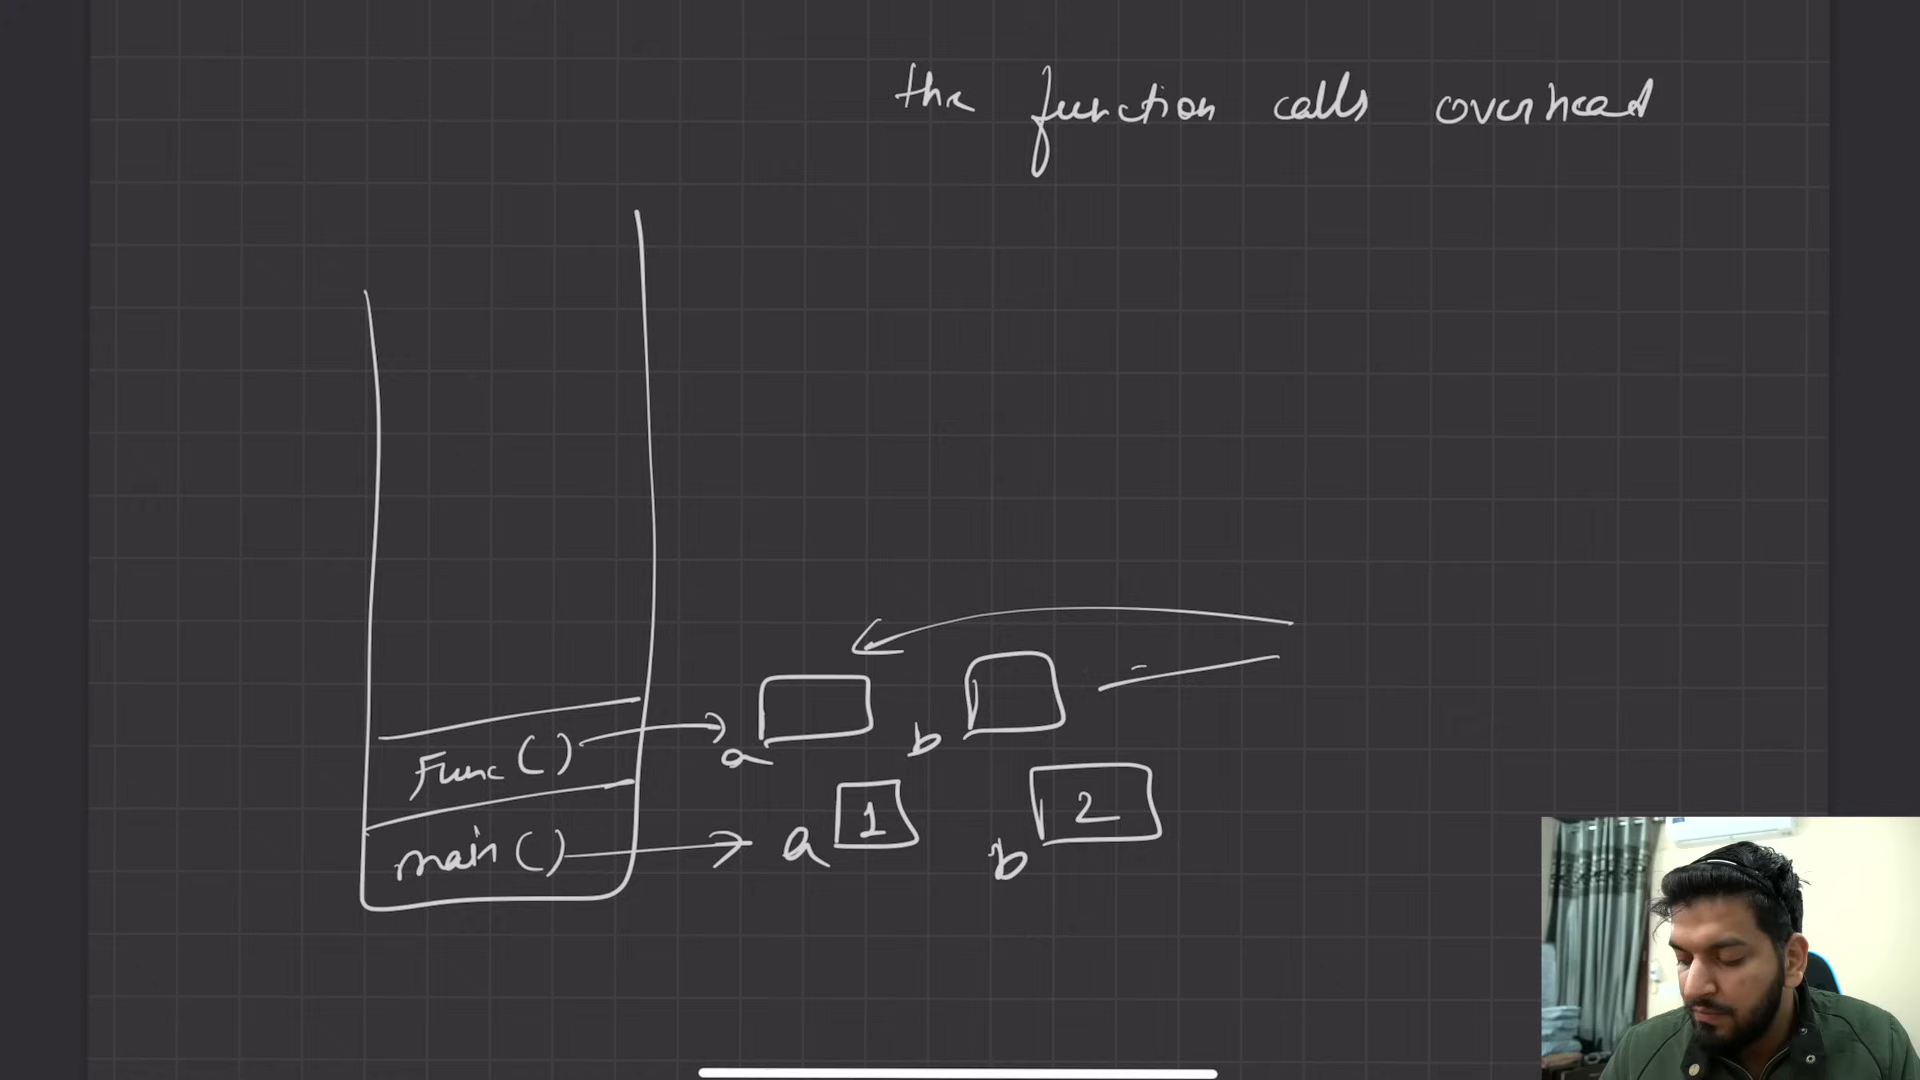 the function calls overhead
Func ( )
a
b
main ( )
a 1
b 2